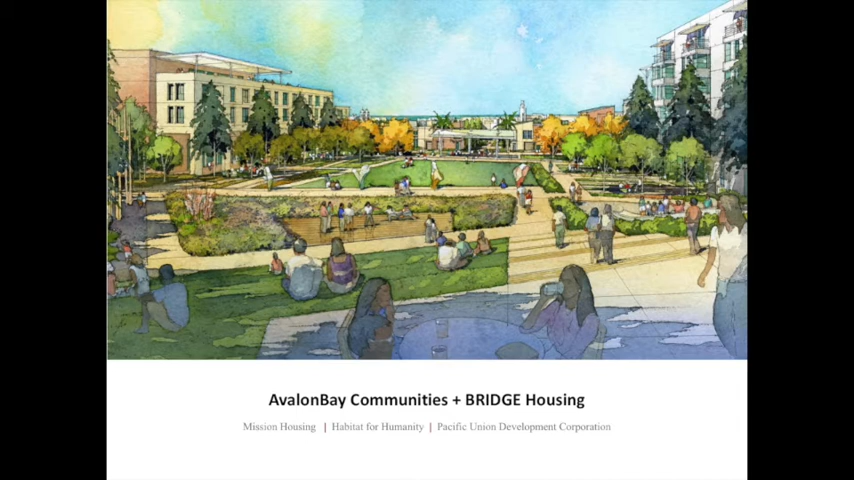 AvalonBay Communities + BRIDGE Housing
Mission Housing | Habitat for Humanity | Pacific Union Development Corporation